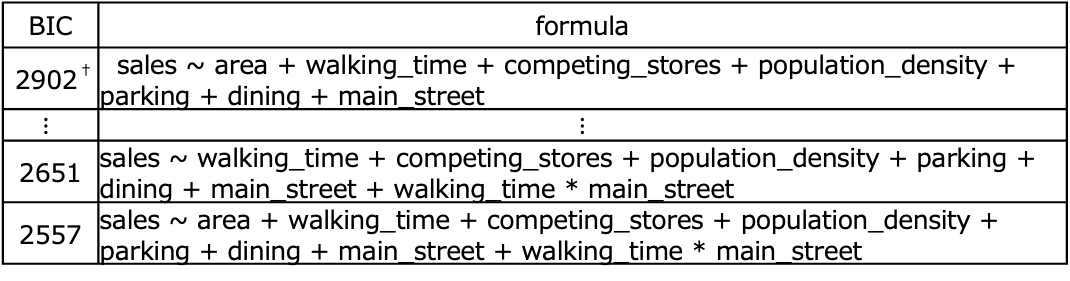 BIC formula
2902† sales ~ area + walking_time + competing_stores + population_density +
parking + dining + main_street
⋮ ⋮
2651 sales ~ walking_time + competing_stores + population_density + parking +
dining + main_street + walking_time * main_street
2557 sales ~ area + walking_time + competing_stores + population_density +
parking + dining + main_street + walking_time * main_street